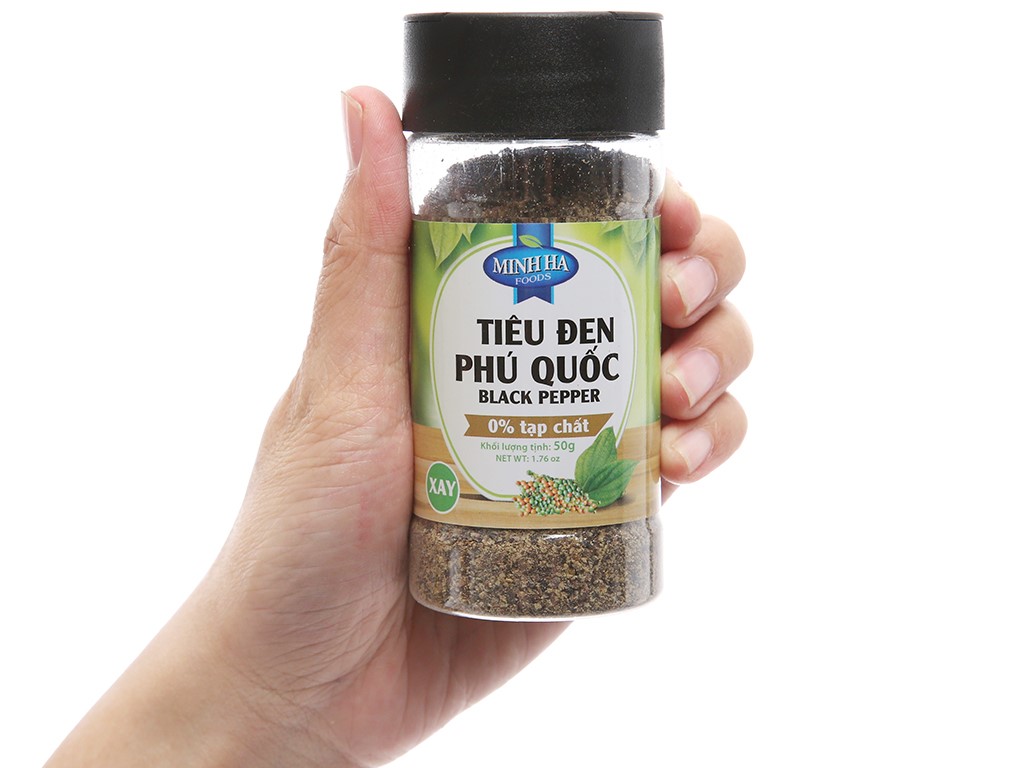 MINH HA
FOODS
TIÊU ĐEN
PHÚ QUỐC
BLACK PEPPER
0% tạp chất
Khối lượng tịnh: 50g
NET WT: 1.76 oz
XAY